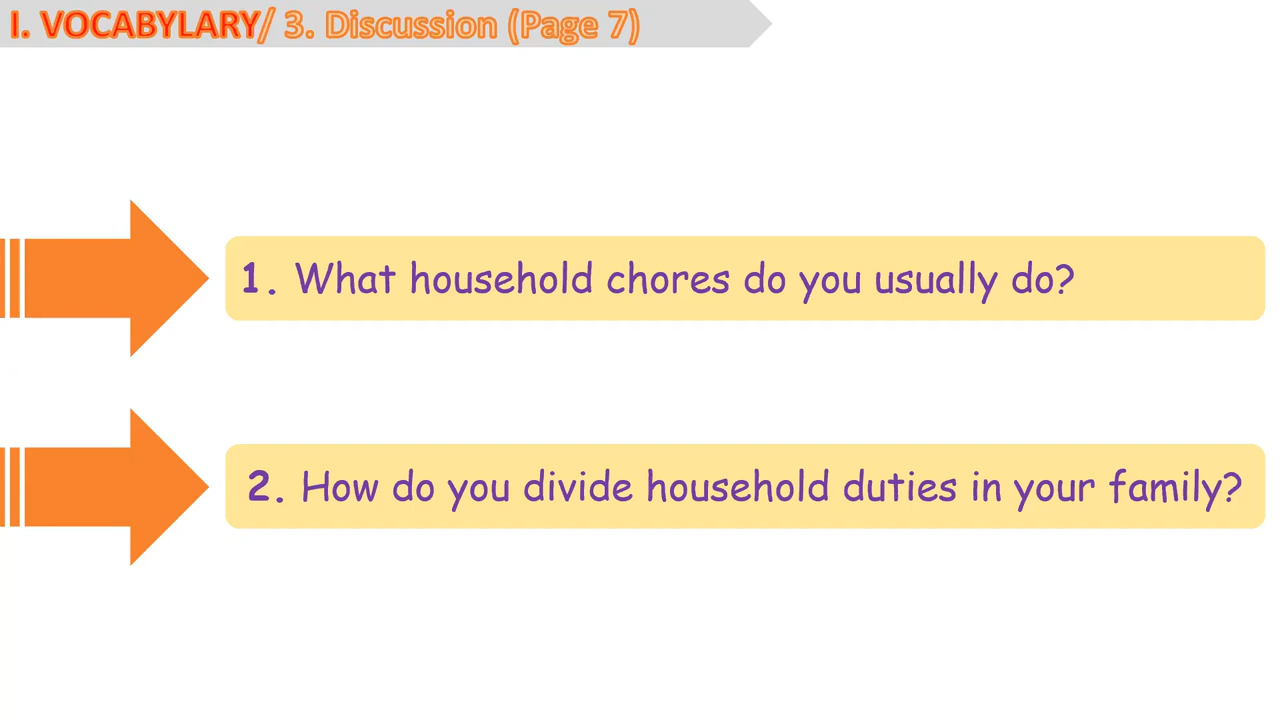 I. VOCABYLARY/ 3. Discussion (Page 7)
1. What household chores do you usually do?
2. How do you divide household duties in your family?